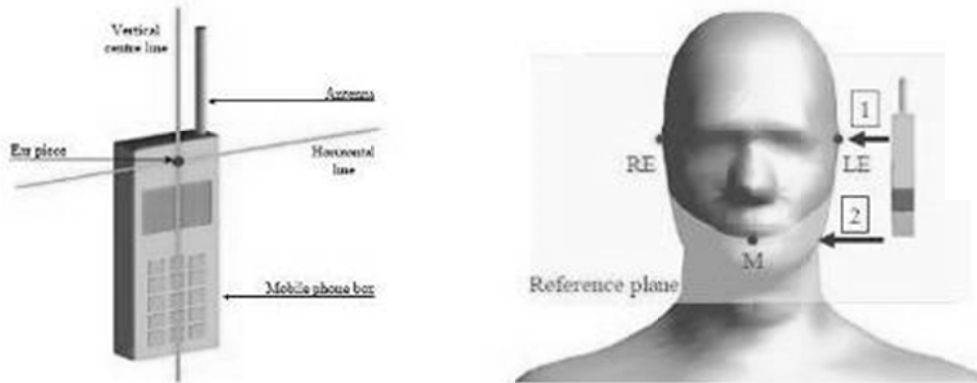 Vertical
centre line
Antenna
Ear piece
Horizontal
line
Mobile phone box
1
RE
LE
2
M
Reference plane